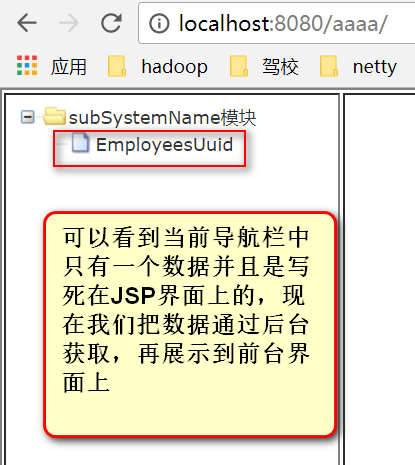 localhost:8080/aaaa/
应用 hadoop 驾校 netty
subSystemName模块
EmployeesUuid
可以看到当前导航栏中
只有一个数据并且是写
死在JSP界面上的，现
在我们把数据通过后台
获取，再展示到前台界
面上